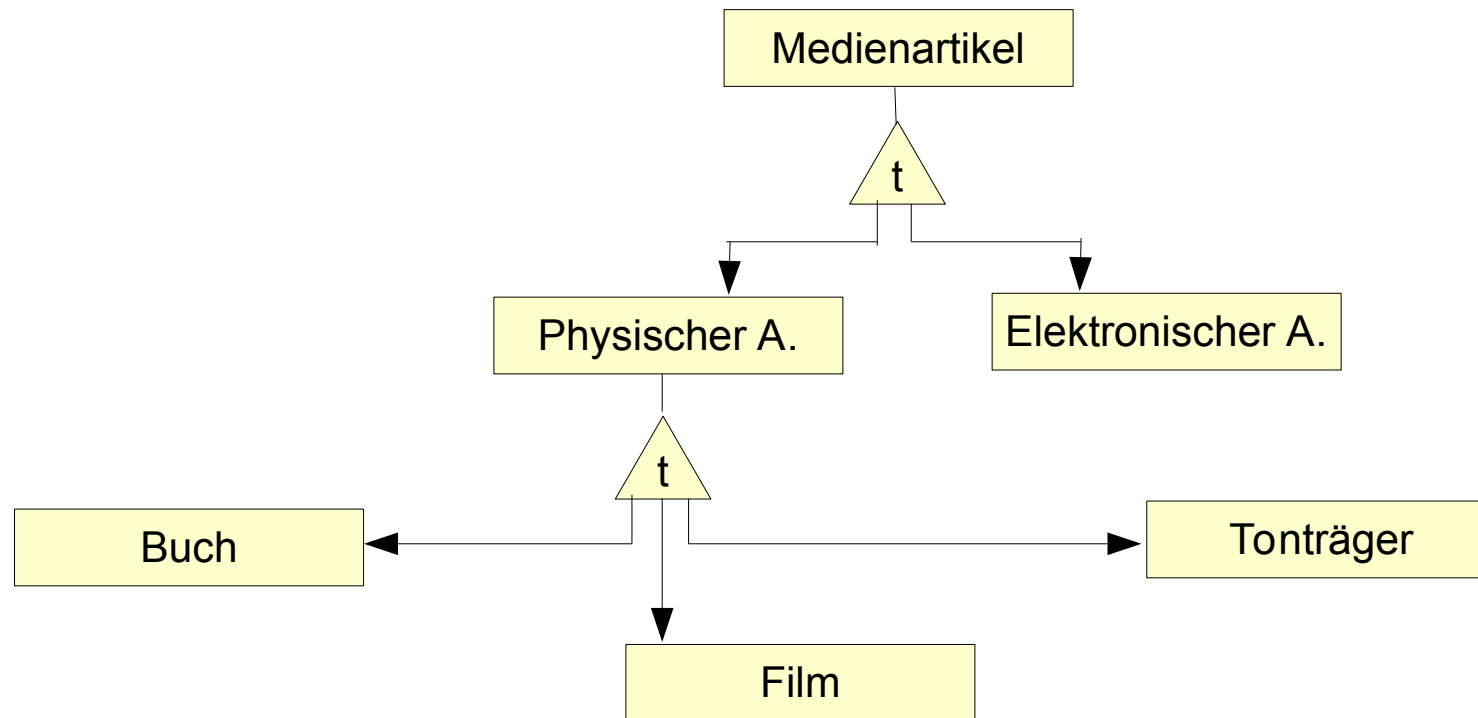 Medienartikel
t
Physischer A.
Elektronischer A.
t
Buch
Tonträger
Film